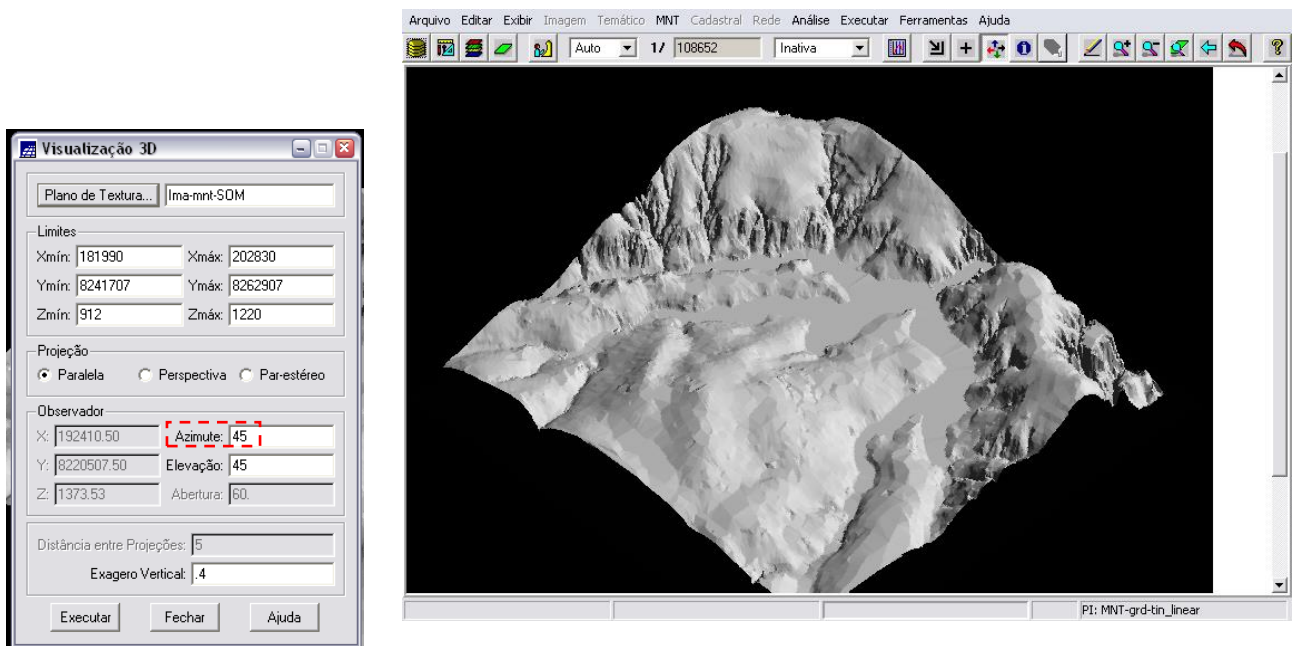 Arquivo Editar Exibir Imagem Temático MNT Cadastral Rede Análise Executar Ferramentas Ajuda
Auto 1/ 108652 Inativa
Visualização 3D
Plano de Textura... Ima-mnt-SOM
Limites
Xmín: 181990 Xmáx: 202830
Ymín: 8241707 Ymáx: 8262907
Zmín: 912 Zmáx: 1220
Projeção
Paralela Perspectiva Par-estéreo
Observador
X: 192410.50 Azimute: 45
Y: 8220507.50 Elevação: 45
Z: 1373.53 Abertura: 60.
Distância entre Projeções: 5
Exagero Vertical: .4
Executar Fechar Ajuda
PI: MNT-grd-tin_linear